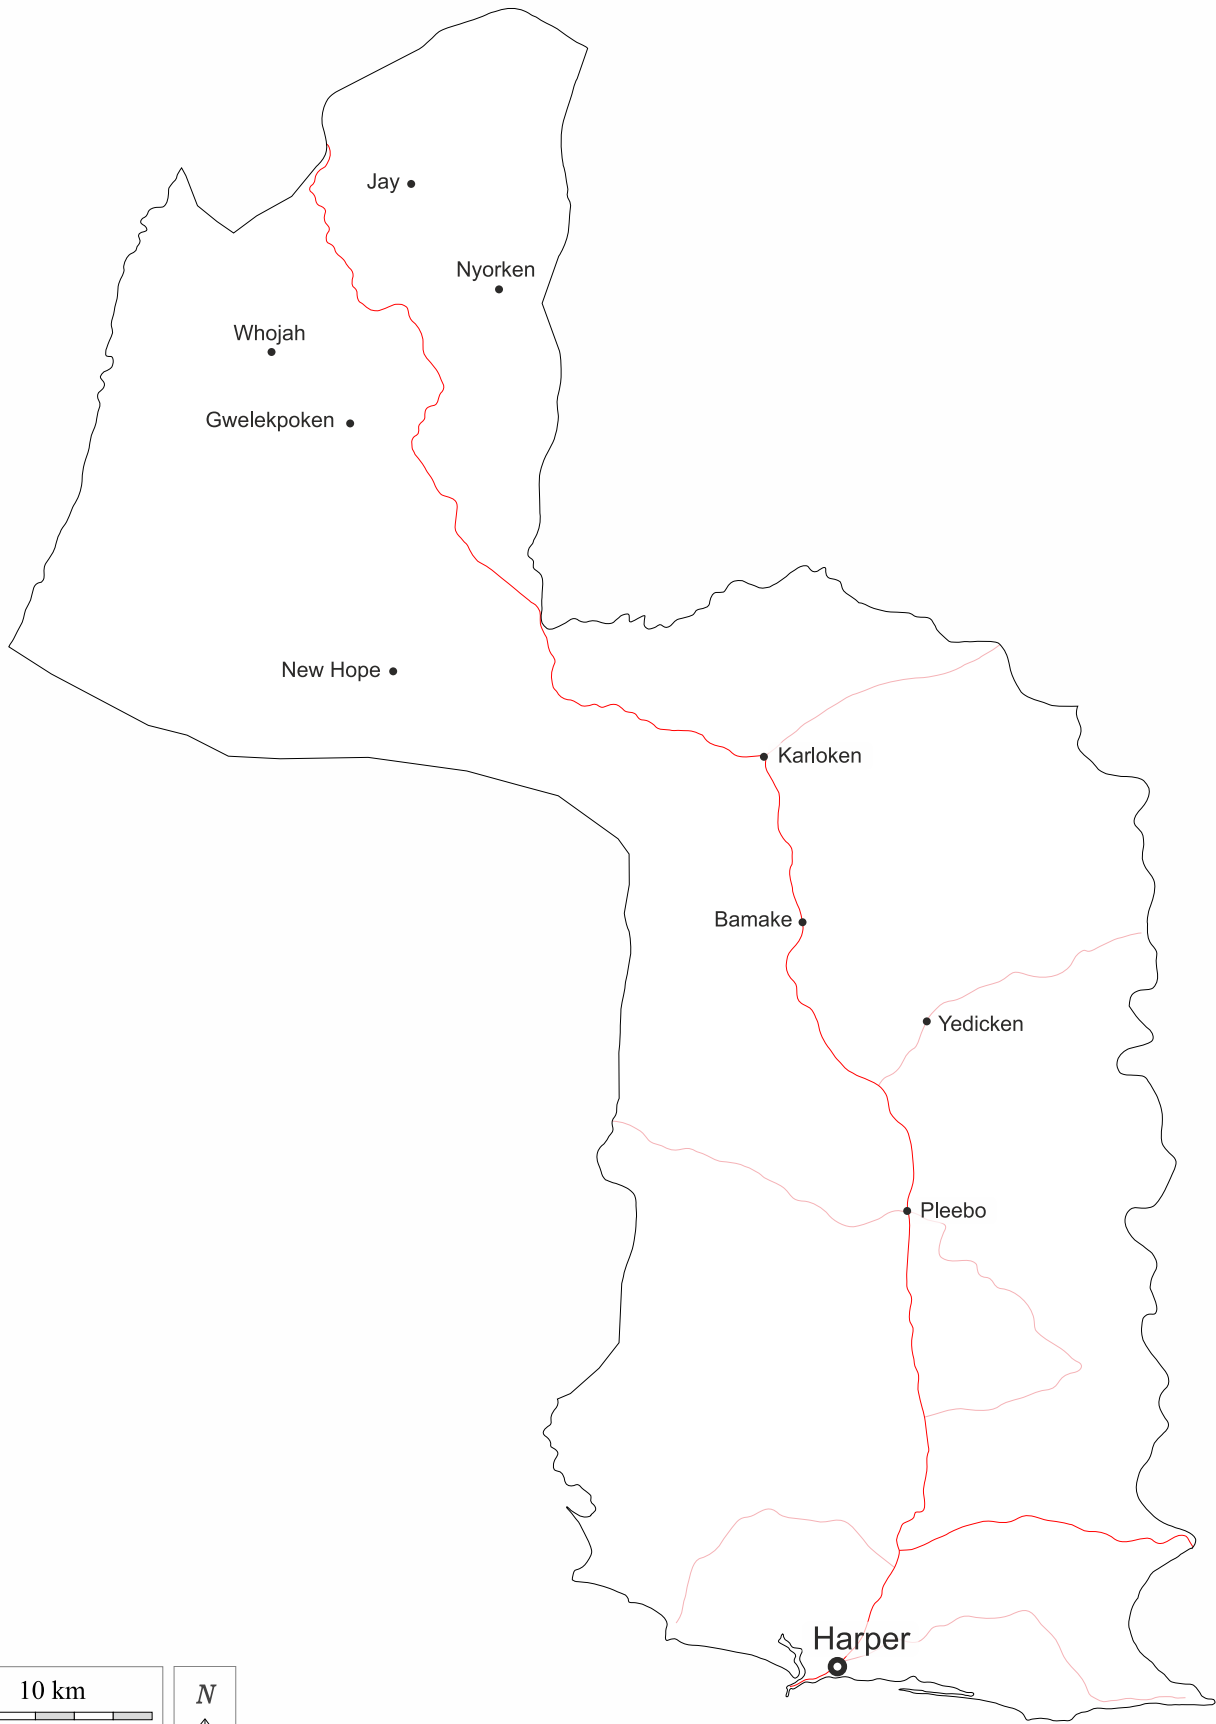 Jay
Nyorken
Whojah
Gwelekpoken
New Hope
Karloken
Bamake
Yedicken
Pleebo
Harper
10 km
N